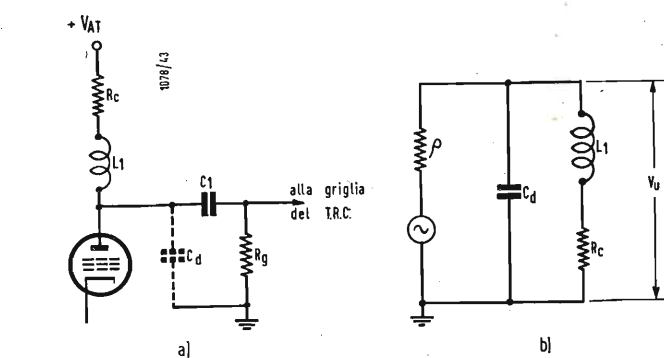 + VAT
1078/43
Rc
L1
C1
alla griglia
del T.R.C.
Cd
Rg
a]
ρ
Cd
L1
Rc
Vu
b]